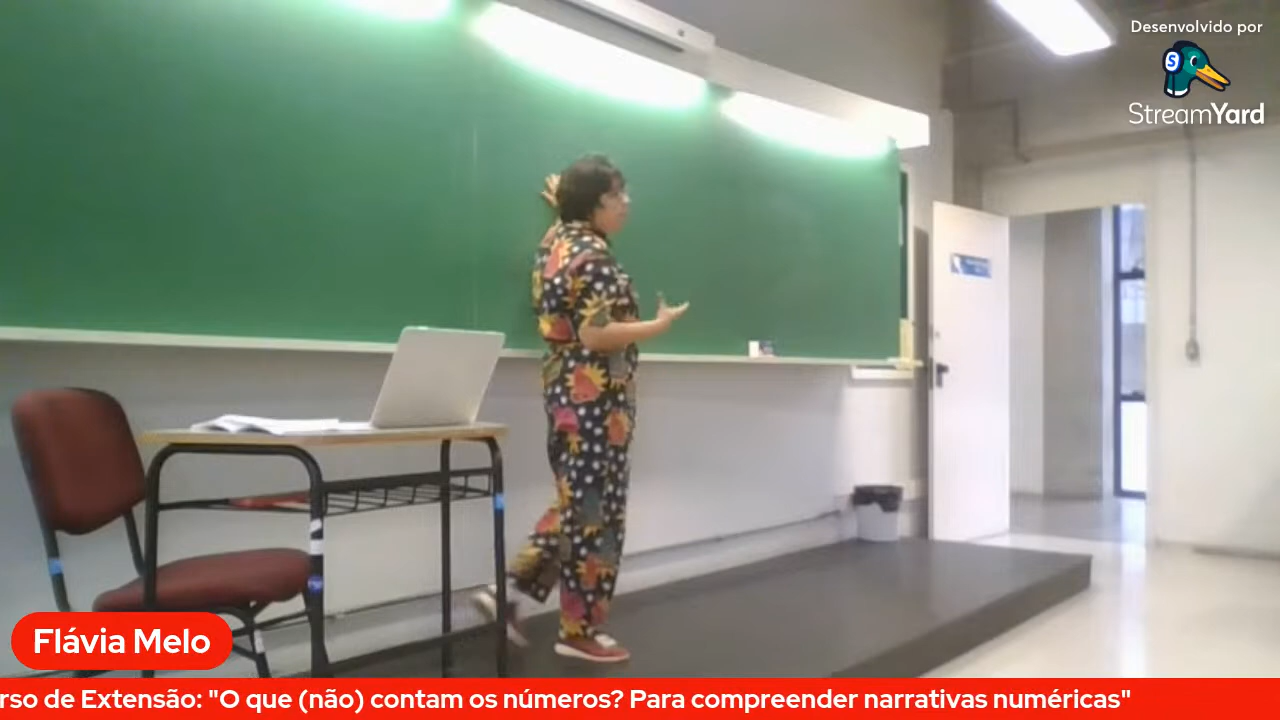 Desenvolvido por
StreamYard
Flávia Melo
rso de Extensão: "O que (não) contam os números? Para compreender narrativas numéricas"